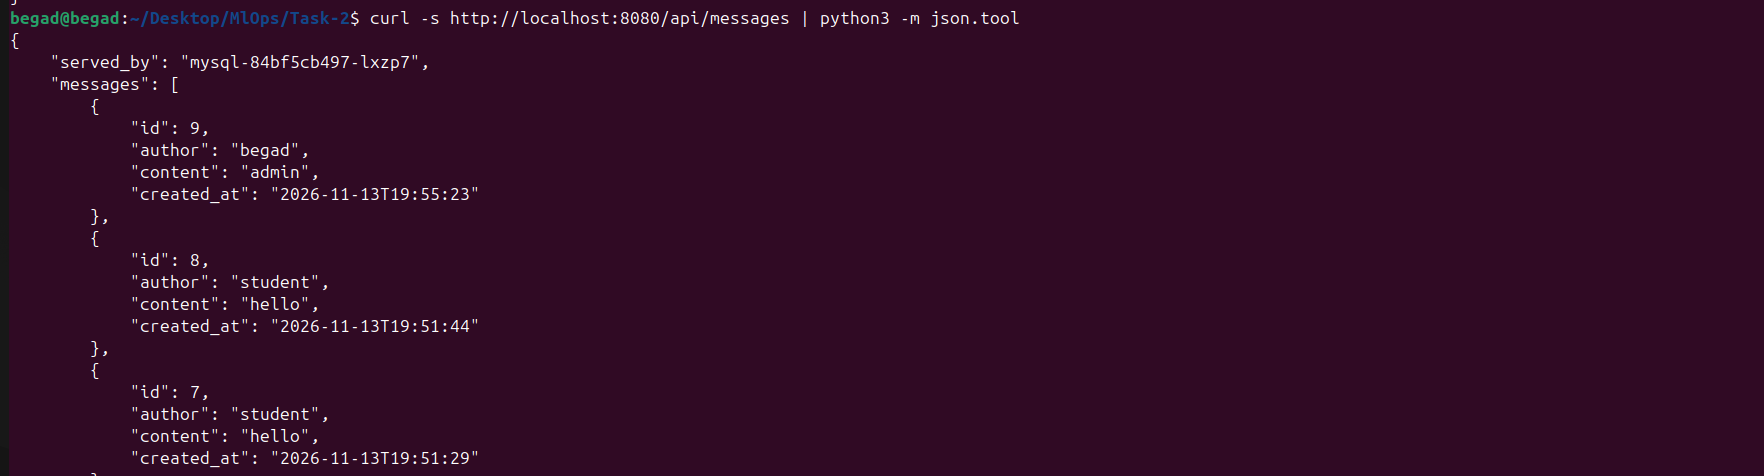 begad@begad:~/Desktop/MlOps/Task-2$ curl -s http://localhost:8080/api/messages | python3 -m json.tool
{
    "served_by": "mysql-84bf5cb497-lxzp7",
    "messages": [
        {
            "id": 9,
            "author": "begad",
            "content": "admin",
            "created_at": "2026-11-13T19:55:23"
        },
        {
            "id": 8,
            "author": "student",
            "content": "hello",
            "created_at": "2026-11-13T19:51:44"
        },
        {
            "id": 7,
            "author": "student",
            "content": "hello",
            "created_at": "2026-11-13T19:51:29"